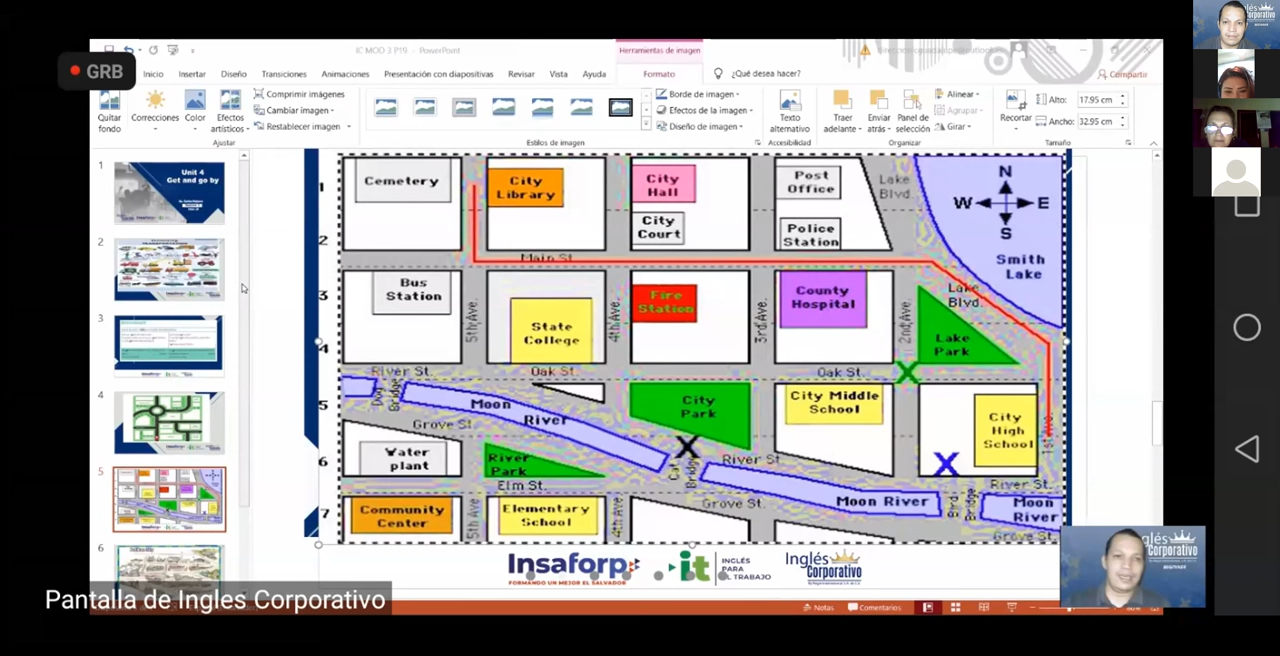 GRB
IC MOD 3 P19 - PowerPoint
Herramientas de imagen
Inicio
Insertar
Diseño
Transiciones
Animaciones
Presentación con diapositivas
Revisar
Vista
Ayuda
Formato
¿Qué desea hacer?
Compartir
Quitar fondo
Correcciones
Color
Efectos artísticos
Comprimir imágenes
Cambiar imagen
Restablecer imagen
Ajustar
Estilos de imagen
Borde de imagen
Efectos de la imagen
Diseño de imagen
Texto alternativo
Accesibilidad
Traer adelante
Enviar atrás
Panel de selección
Alinear
Agrupar
Girar
Organizar
Recortar
Alto: 17.95 cm
Ancho: 32.95 cm
Tamaño
1
Unit 4
Get and go by
2
3
4
5
6
1
2
3
4
5
6
7
Cemetery
City
Library
City
Hall
City
Court
Post
Office
Police
Station
Lake
Blvd.
N
W
E
S
Smith
Lake
Main St.
Bus
Station
5th Ave.
State
College
4th Ave.
Fire
Station
3rd Ave.
County
Hospital
2nd Ave.
Lake
Blvd.
Lake
Park
River St.
Oak St.
Oak St.
X
Dog
Bridge
Moon
River
City
Park
City Middle
School
City
High
School
1st Ave.
Grove St.
Water
plant
River
Park
X
Cat
Bridge
River St.
X
River St.
Elm St.
Grove St.
Moon River
Bird
Bridge
Moon
River
Grove St.
Community
Center
5th Ave
Elementary
School
4th Ave
Insaforp
FORMANDO UN MEJOR EL SALVADOR
it
INGLÉS
PARA
EL TRABAJO
Inglés
Corporativo
Notas
Comentarios
Pantalla de Ingles Corporativo
Inglés
Corporativo
BEGINNER